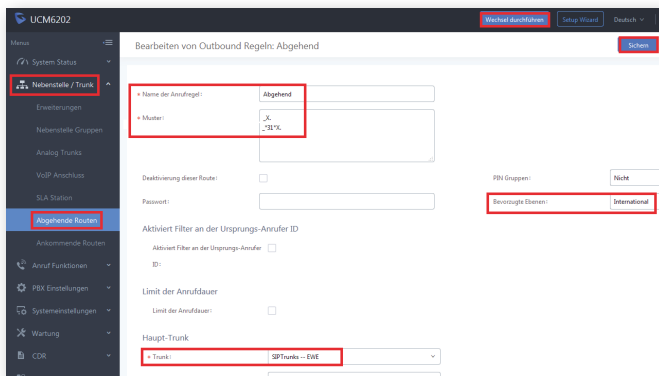 UCM6202
Wechsel durchführen
Setup Wizard
Deutsch
Menus
Bearbeiten von Outbound Regeln: Abgehend
Sichern
System Status
Nebenstelle / Trunk
Erweiterungen
Nebenstelle Gruppen
Analog Trunks
VoIP Anschluss
SLA Station
Abgehende Routen
Ankommende Routen
Anruf Funktionen
PBX Einstellungen
Systemeinstellungen
Wartung
CDR
* Name der Anrufregel:
Abgehend
* Muster:
_X.
_*31*X.
Deaktivierung dieser Route:
PIN Gruppen:
Nicht
Passwort:
Bevorzugte Ebenen:
International
Aktiviert Filter an der Ursprungs-Anrufer ID
Aktiviert Filter an der Ursprungs-Anrufer
ID:
Limit der Anrufdauer
Limit der Anrufdauer:
Haupt-Trunk
* Trunk:
SIPTrunks -- EWE